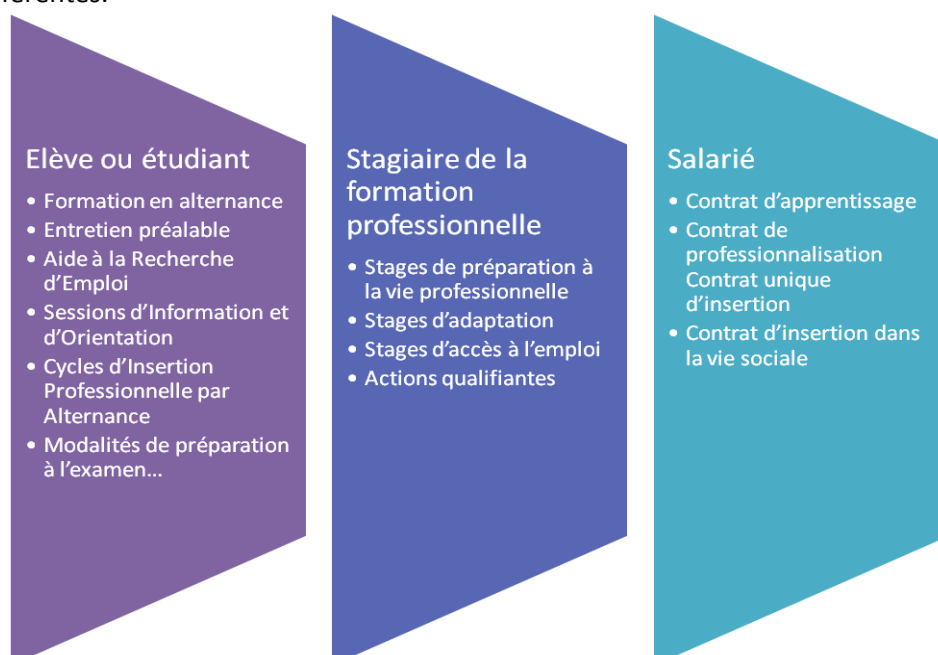 Elève ou étudiant
• Formation en alternance
• Entretien préalable
• Aide à la Recherche
d’Emploi
• Sessions d’Information et
d’Orientation
• Cycles d’Insertion
Professionnelle par
Alternance
• Modalités de préparation
à l’examen…
Stagiaire de la
formation
professionnelle
• Stages de préparation à
la vie professionnelle
• Stages d’adaptation
• Stages d’accès à l’emploi
• Actions qualifiantes
Salarié
• Contrat d’apprentissage
• Contrat de
professionnalisation
Contrat unique
d’insertion
• Contrat d’insertion dans
la vie sociale